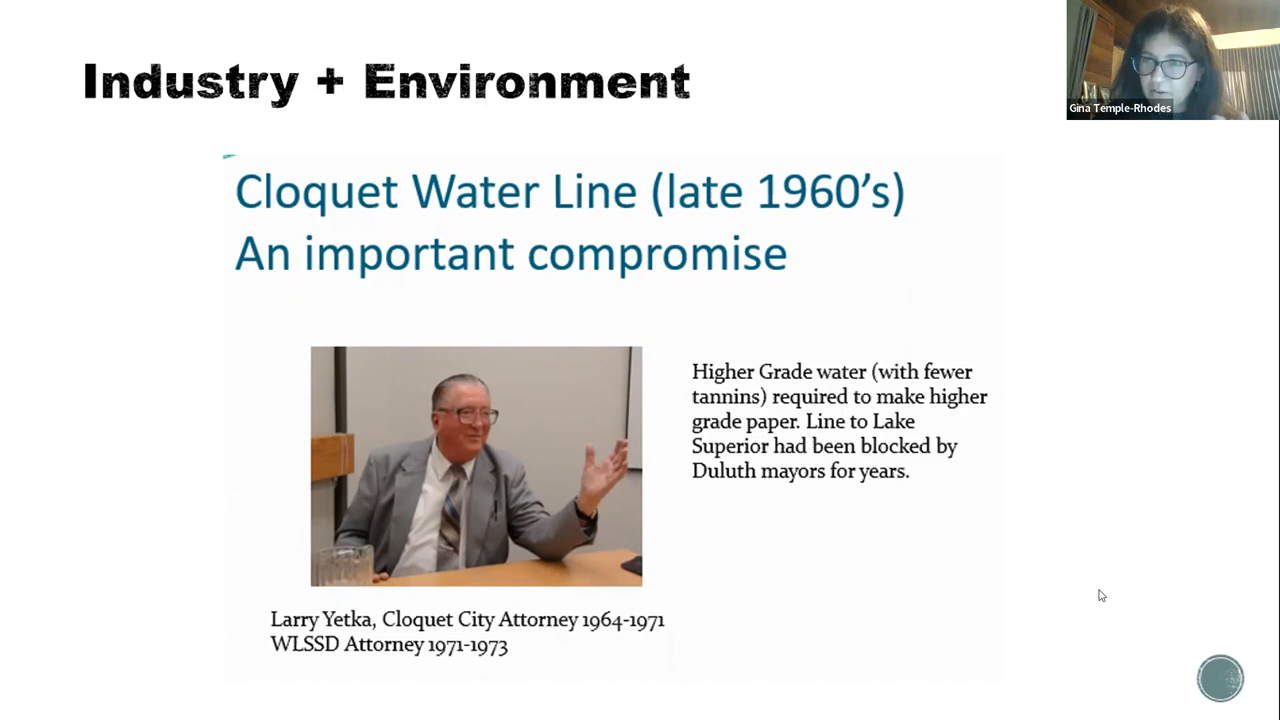 Industry + Environment
Gina Temple-Rhodes
Cloquet Water Line (late 1960's)
An important compromise
Higher Grade water (with fewer
tannins) required to make higher
grade paper. Line to Lake
Superior had been blocked by
Duluth mayors for years.
Larry Yetka, Cloquet City Attorney 1964-1971
WLSSD Attorney 1971-1973